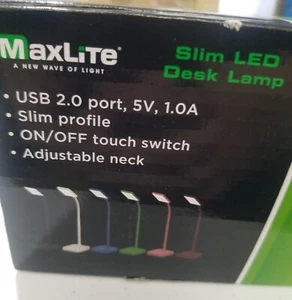 MAXLITE®
A NEW WAVE OF LIGHT
Slim LED
Desk Lamp
• USB 2.0 port, 5V, 1.0A
• Slim profile
• ON/OFF touch switch
• Adjustable neck